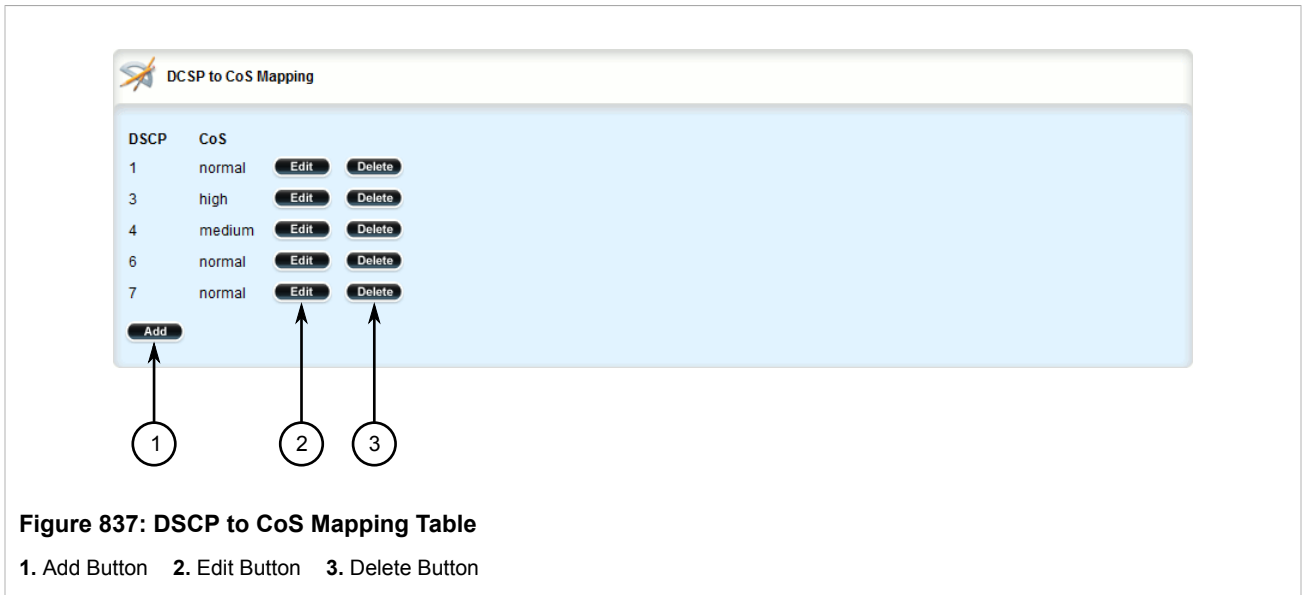 DCSP to CoS Mapping
DSCP CoS
1 normal Edit Delete
3 high Edit Delete
4 medium Edit Delete
6 normal Edit Delete
7 normal Edit Delete
Add
1 2 3
Figure 837: DSCP to CoS Mapping Table
1. Add Button 2. Edit Button 3. Delete Button